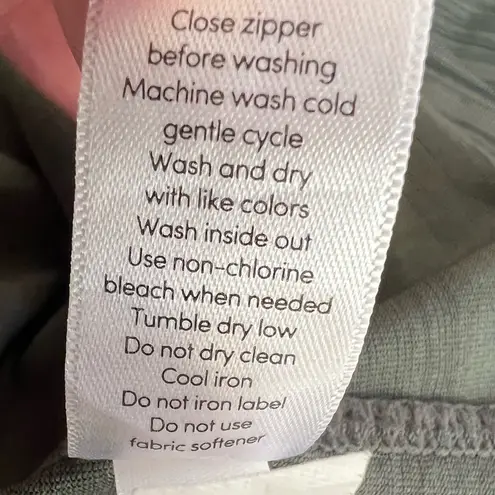 Close zipper
before washing
Machine wash cold
gentle cycle
Wash and dry
with like colors
Wash inside out
Use non-chlorine
bleach when needed
Tumble dry low
Do not dry clean
Cool iron
Do not iron label
Do not use
fabric softener